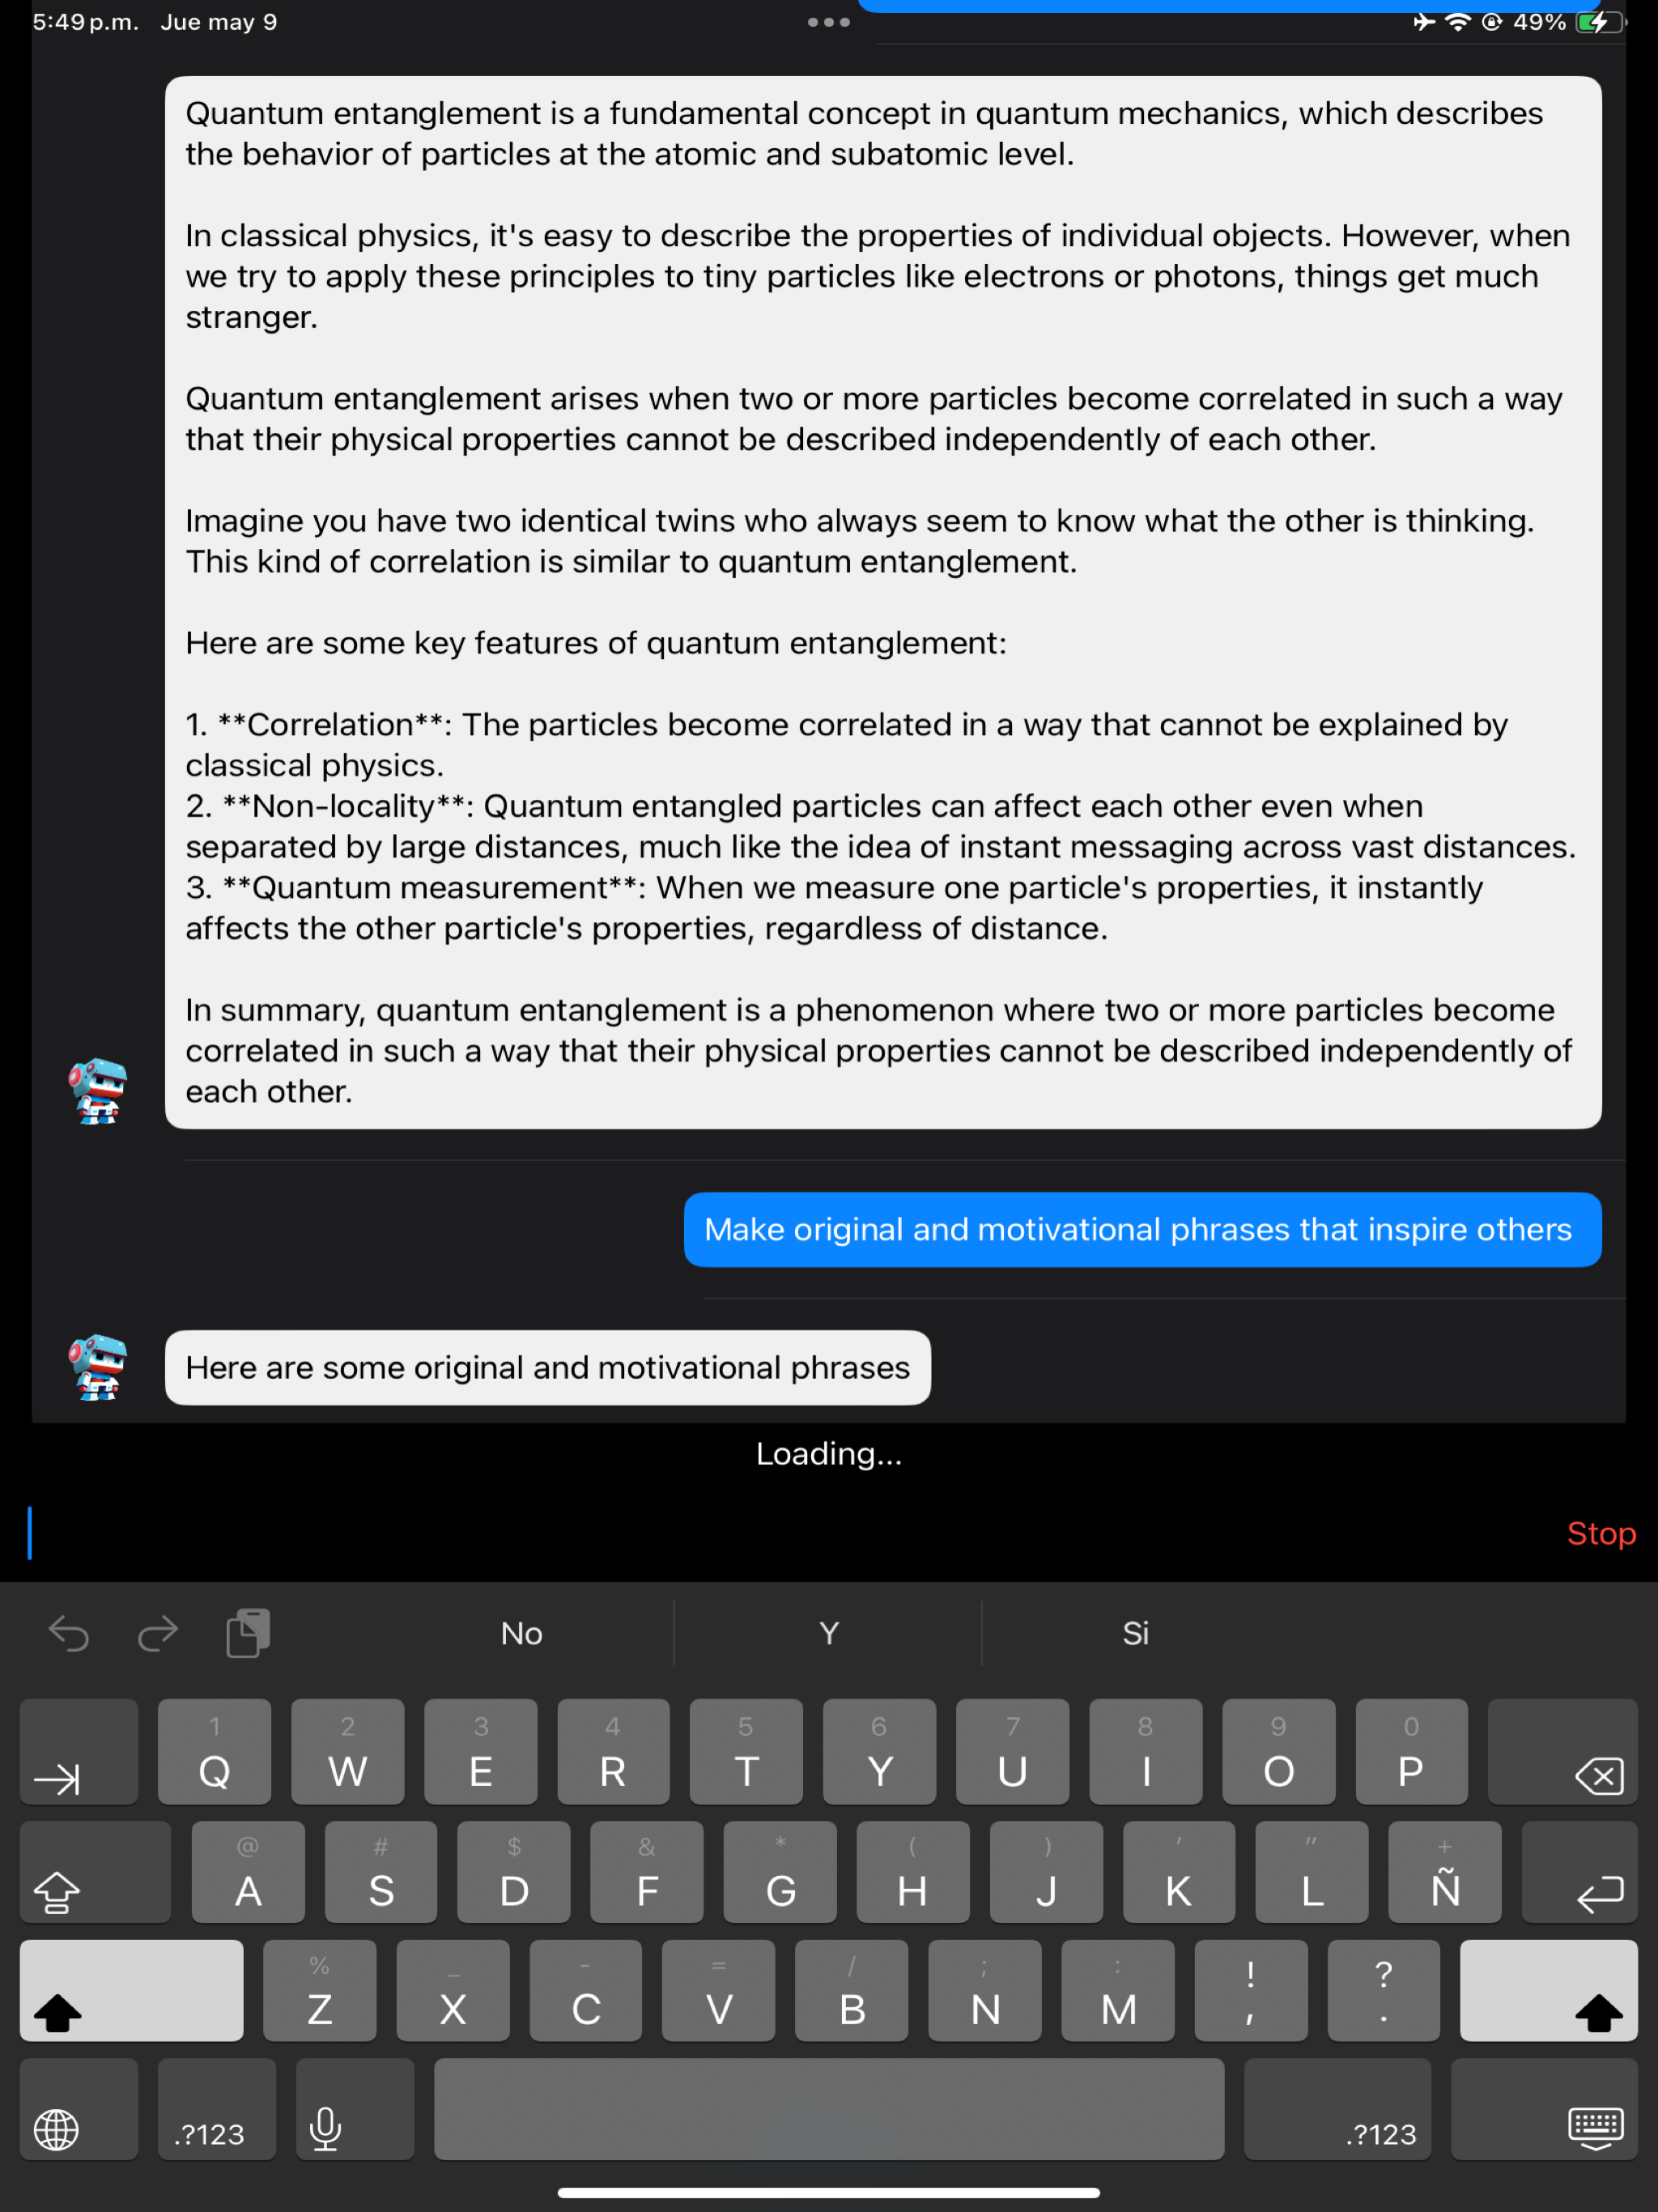 5:49 p.m. Jue may 9
49%
Quantum entanglement is a fundamental concept in quantum mechanics, which describes
the behavior of particles at the atomic and subatomic level.
In classical physics, it's easy to describe the properties of individual objects. However, when
we try to apply these principles to tiny particles like electrons or photons, things get much
stranger.
Quantum entanglement arises when two or more particles become correlated in such a way
that their physical properties cannot be described independently of each other.
Imagine you have two identical twins who always seem to know what the other is thinking.
This kind of correlation is similar to quantum entanglement.
Here are some key features of quantum entanglement:
1. **Correlation**: The particles become correlated in a way that cannot be explained by
classical physics.
2. **Non-locality**: Quantum entangled particles can affect each other even when
separated by large distances, much like the idea of instant messaging across vast distances.
3. **Quantum measurement**: When we measure one particle's properties, it instantly
affects the other particle's properties, regardless of distance.
In summary, quantum entanglement is a phenomenon where two or more particles become
correlated in such a way that their physical properties cannot be described independently of
each other.
Make original and motivational phrases that inspire others
Here are some original and motivational phrases
Loading...
Stop
No Y Si
1 2 3 4 5 6 7 8 9 0
Q W E R T Y U I O P
@ # $ & * ( ) ' " +
A S D F G H J K L Ñ
% _ - = / ; : ! ?
Z X C V B N M , .
.?123 .?123